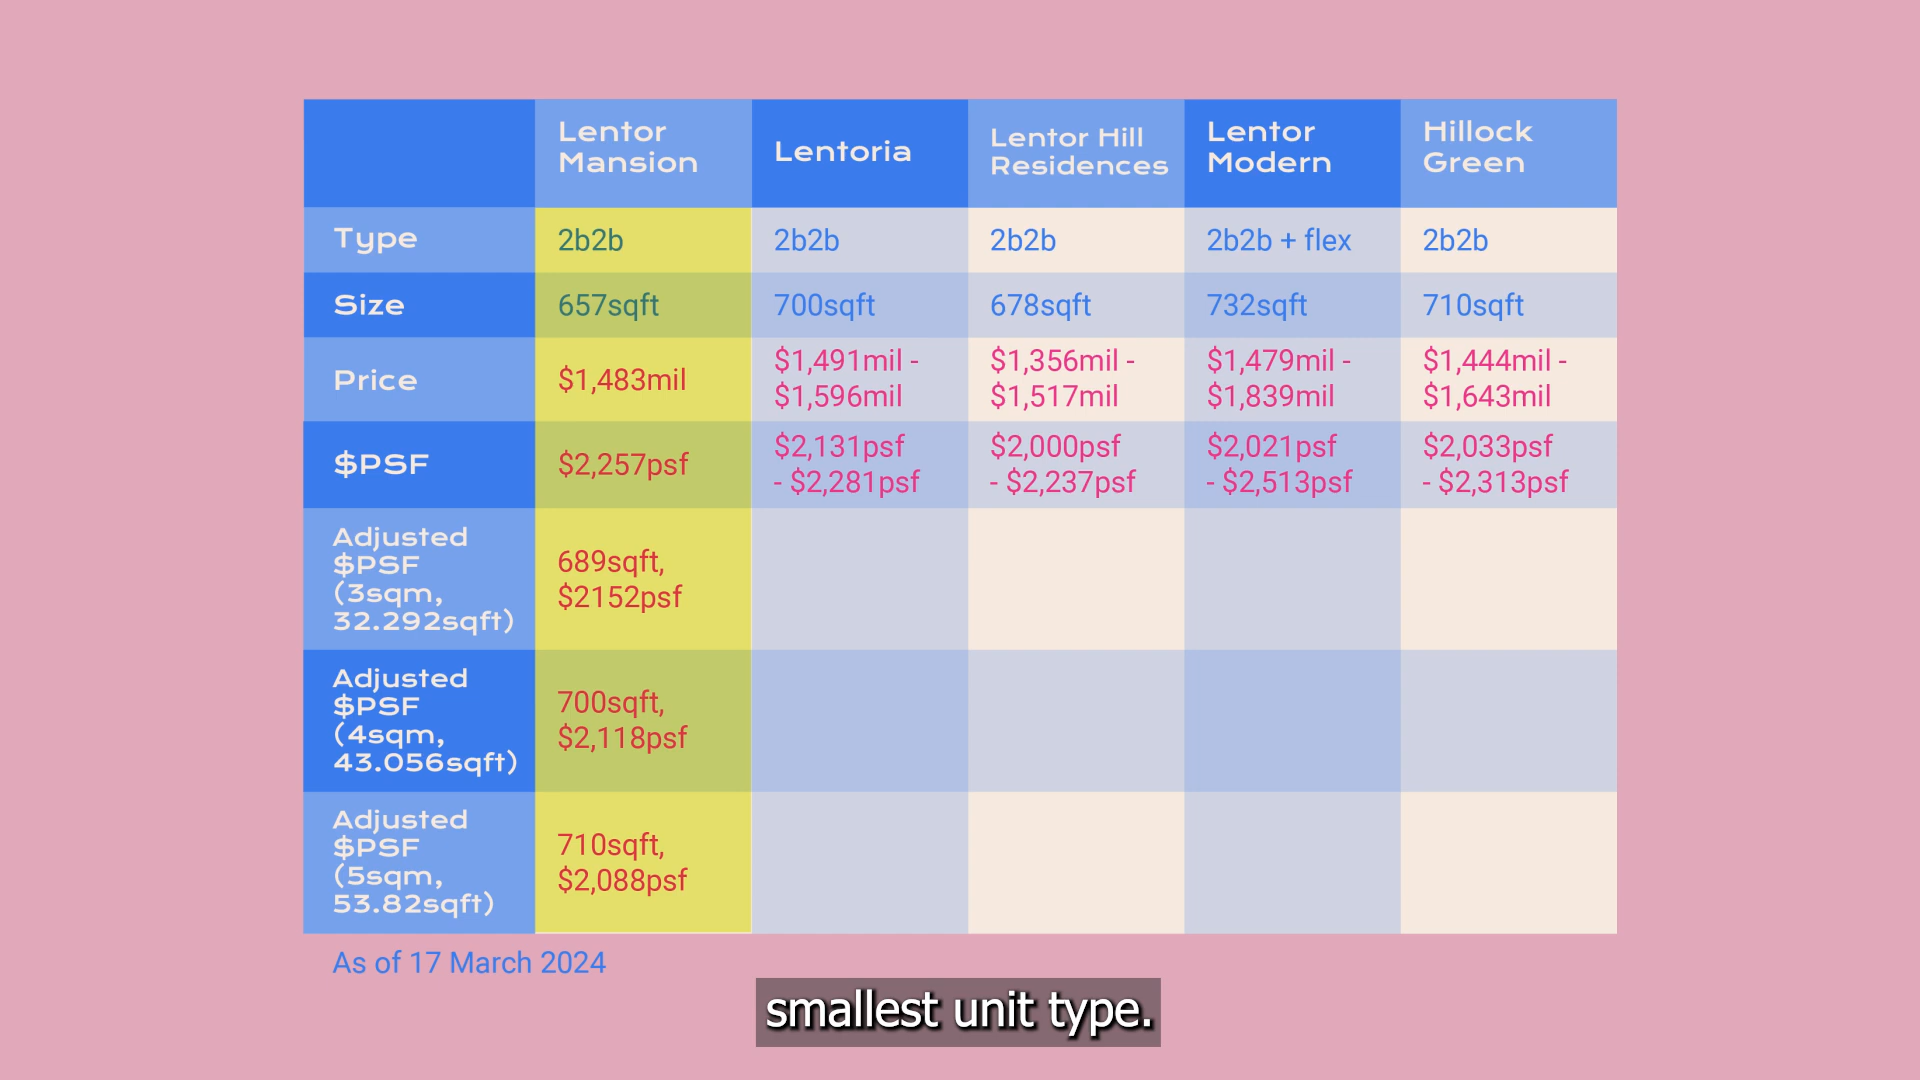 Lentor Mansion
Lentoria
Lentor Hill Residences
Lentor Modern
Hillock Green
Type
2b2b
2b2b
2b2b
2b2b + flex
2b2b
Size
657sqft
700sqft
678sqft
732sqft
710sqft
Price
$1,483mil
$1,491mil -
$1,596mil
$1,356mil -
$1,517mil
$1,479mil -
$1,839mil
$1,444mil -
$1,643mil
$PSF
$2,257psf
$2,131psf
- $2,281psf
$2,000psf
- $2,237psf
$2,021psf
- $2,513psf
$2,033psf
- $2,313psf
Adjusted
$PSF
(3sqm,
32.292sqft)
689sqft,
$2152psf
Adjusted
$PSF
(4sqm,
43.056sqft)
700sqft,
$2,118psf
Adjusted
$PSF
(5sqm,
53.82sqft)
710sqft,
$2,088psf
As of 17 March 2024
smallest unit type.